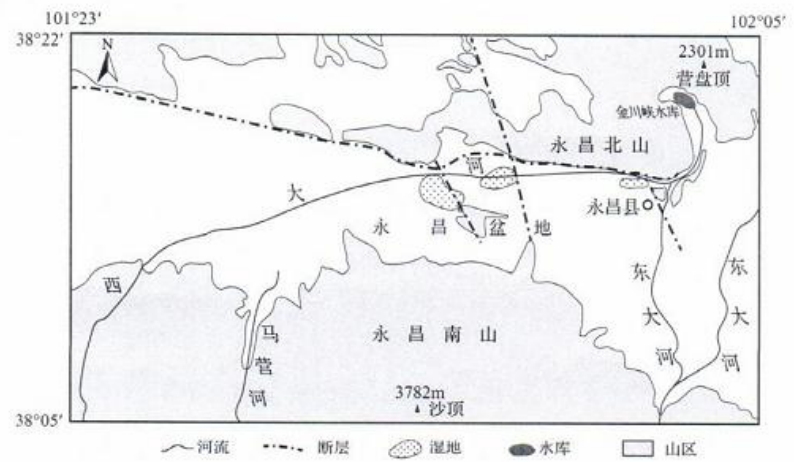 101°23′
102°05′
38°22′
N
2301m
营盘顶
金川峡水库
永昌北山
河
大
永昌县
永昌盆地
西
东大河
东大河
马营河
永昌南山
3782m
沙顶
38°05′
河流
断层
湿地
水库
山区